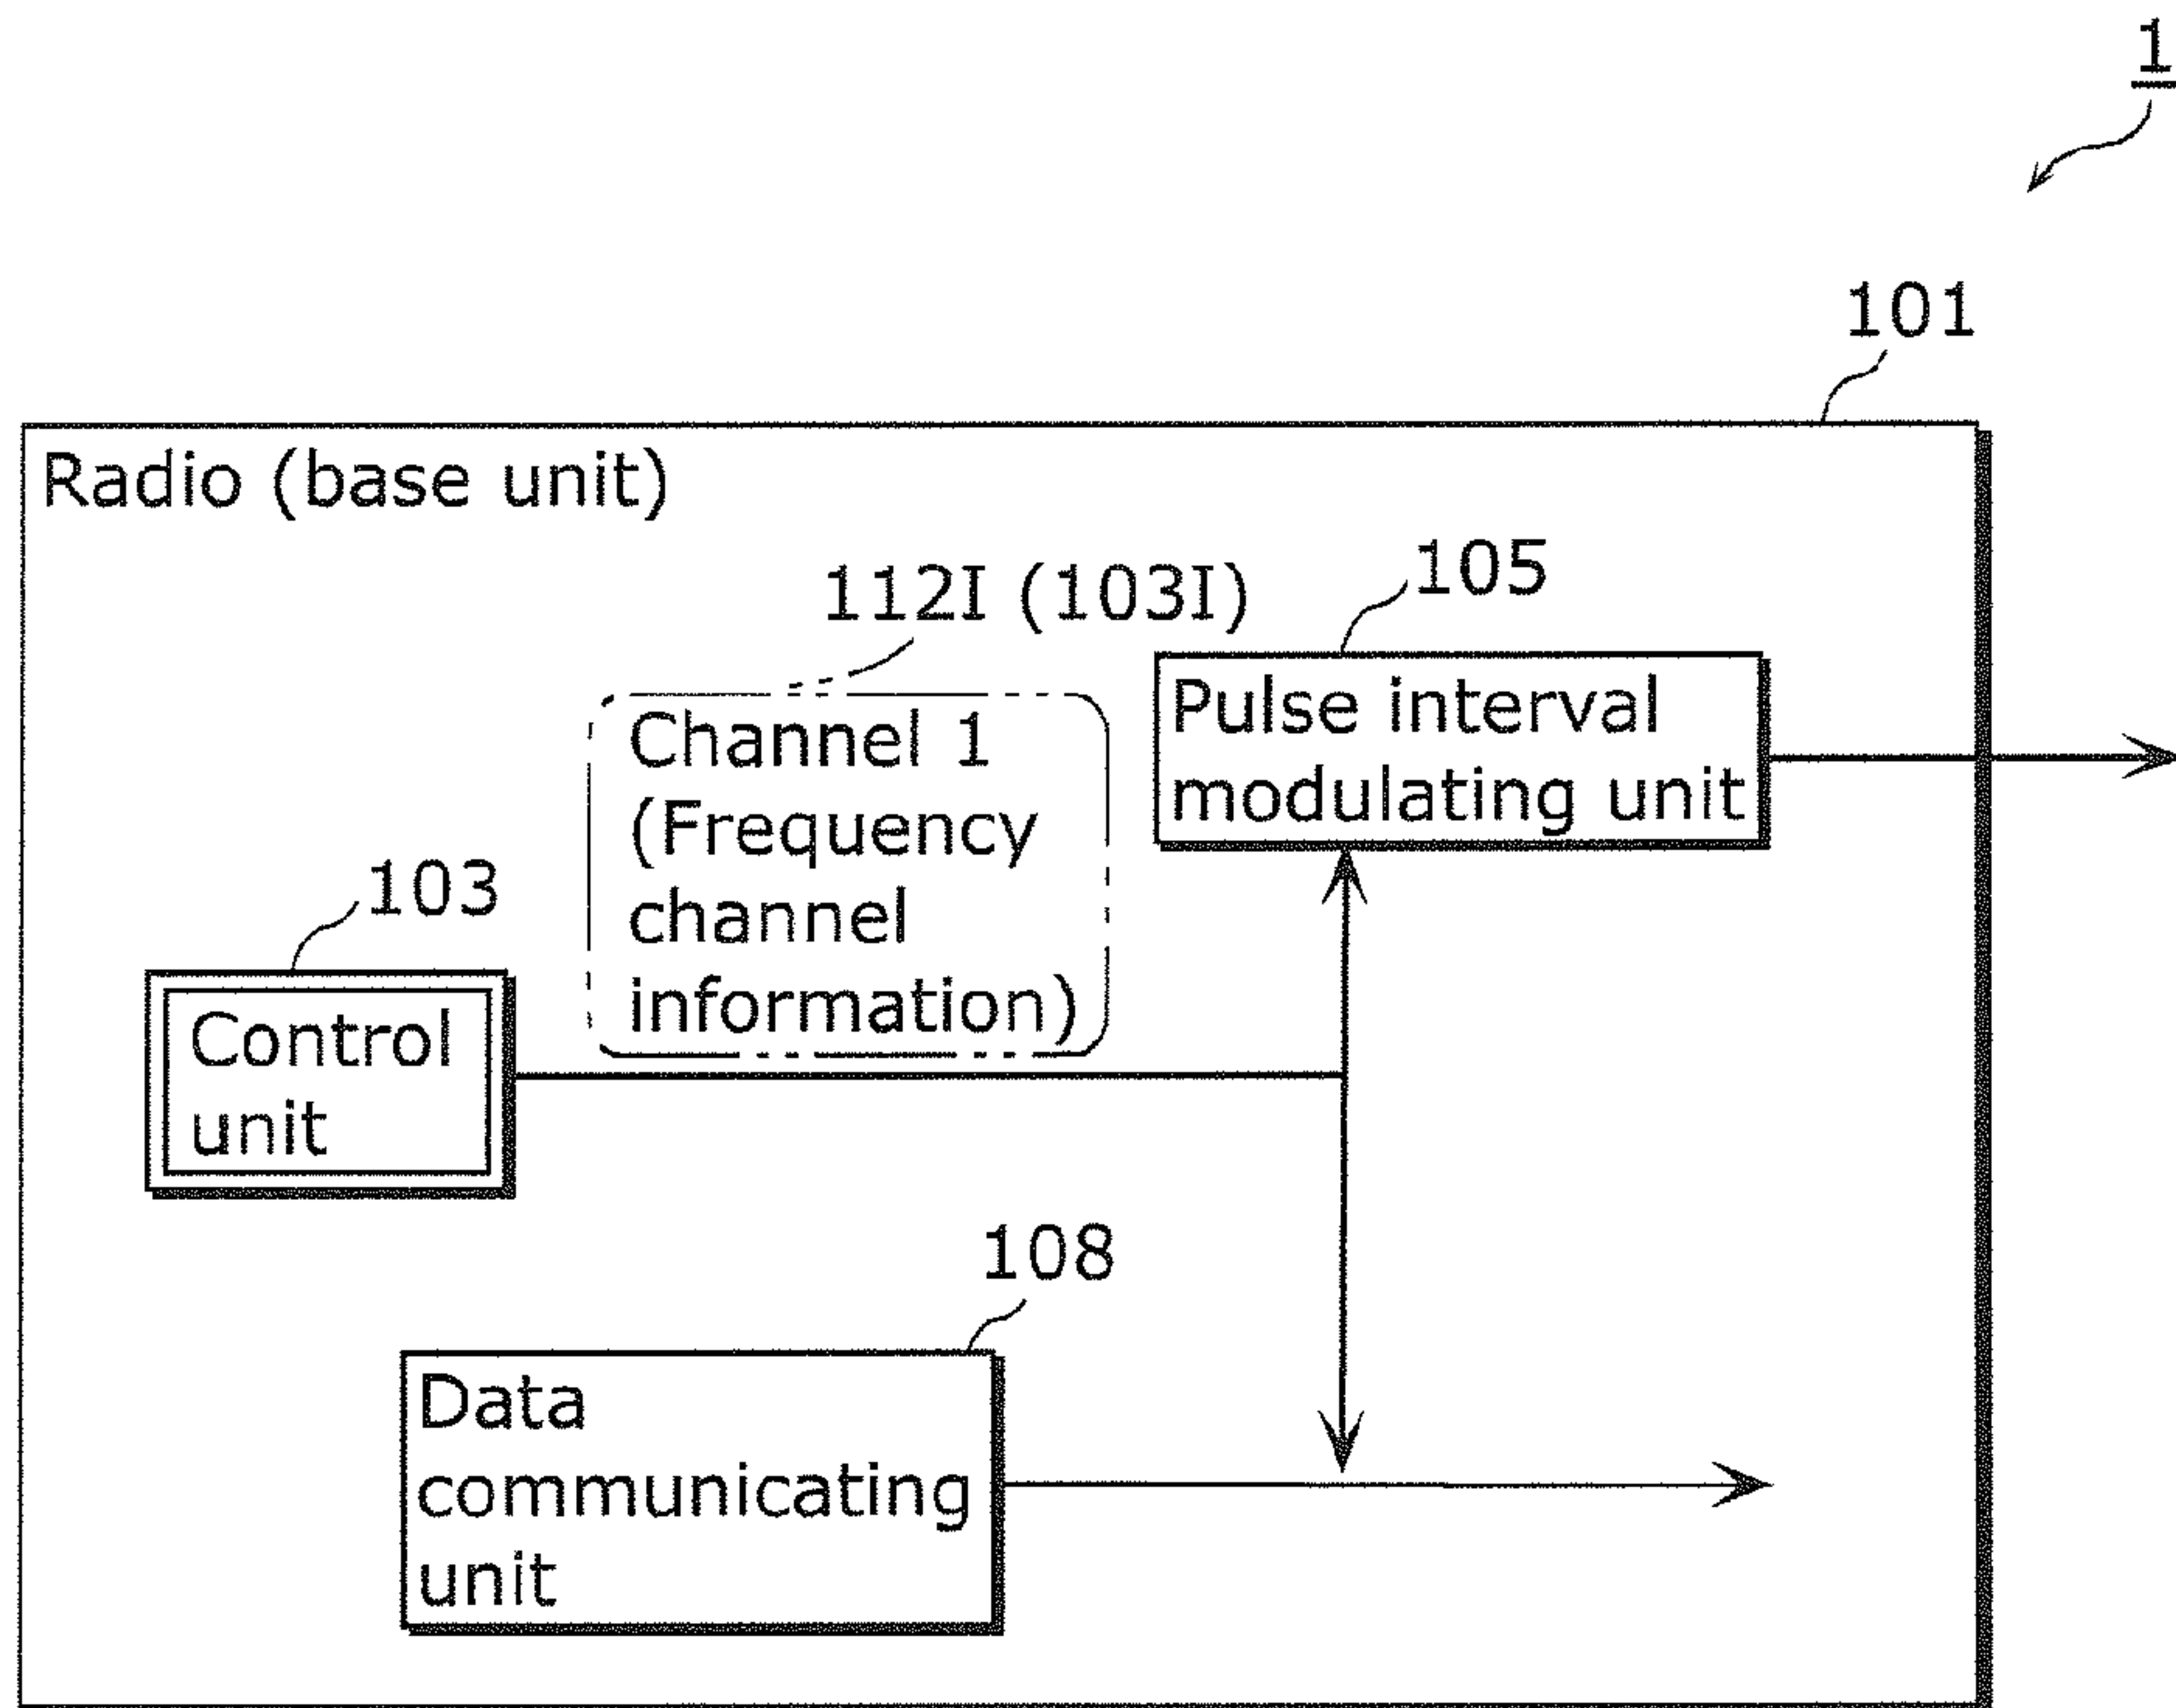 1
101
Radio (base unit)
112I (103I)
105
Channel 1
(Frequency
channel
information)
Pulse interval
modulating unit
103
Control
unit
108
Data
communicating
unit